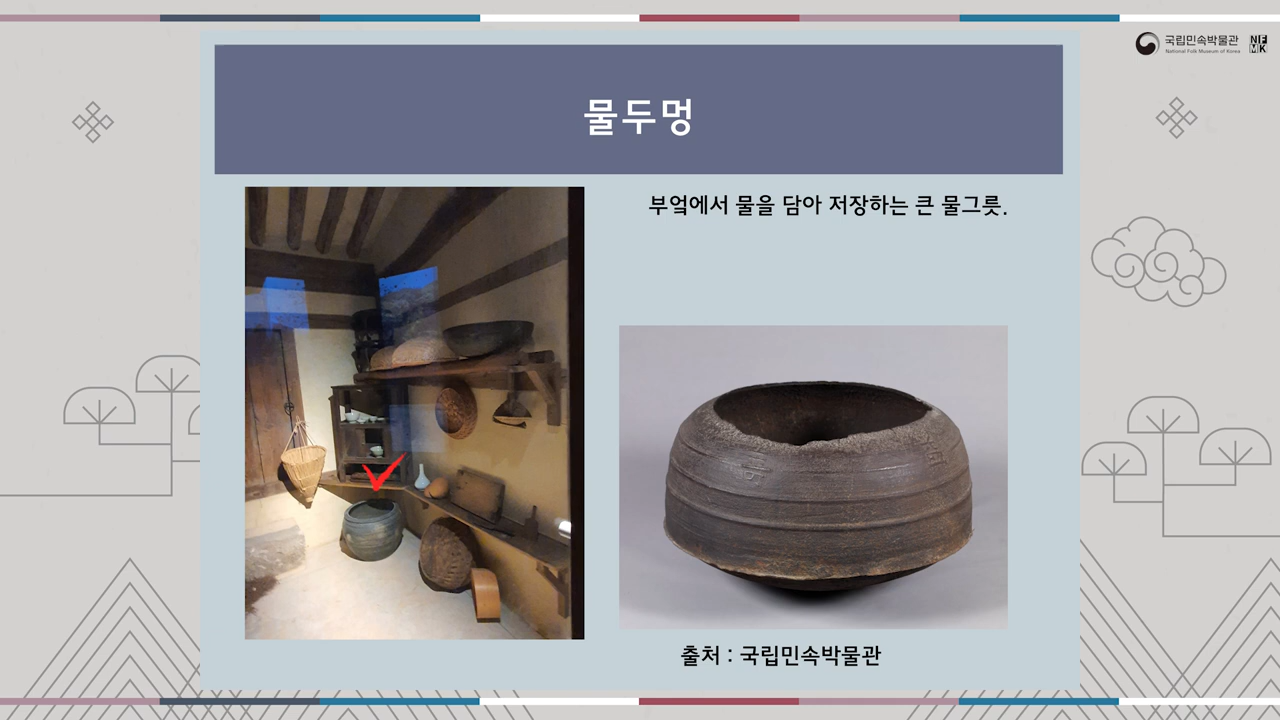 국립민속박물관
National Folk Museum of Korea
NF
MK
물두멍
부엌에서 물을 담아 저장하는 큰 물그릇.
출처 : 국립민속박물관